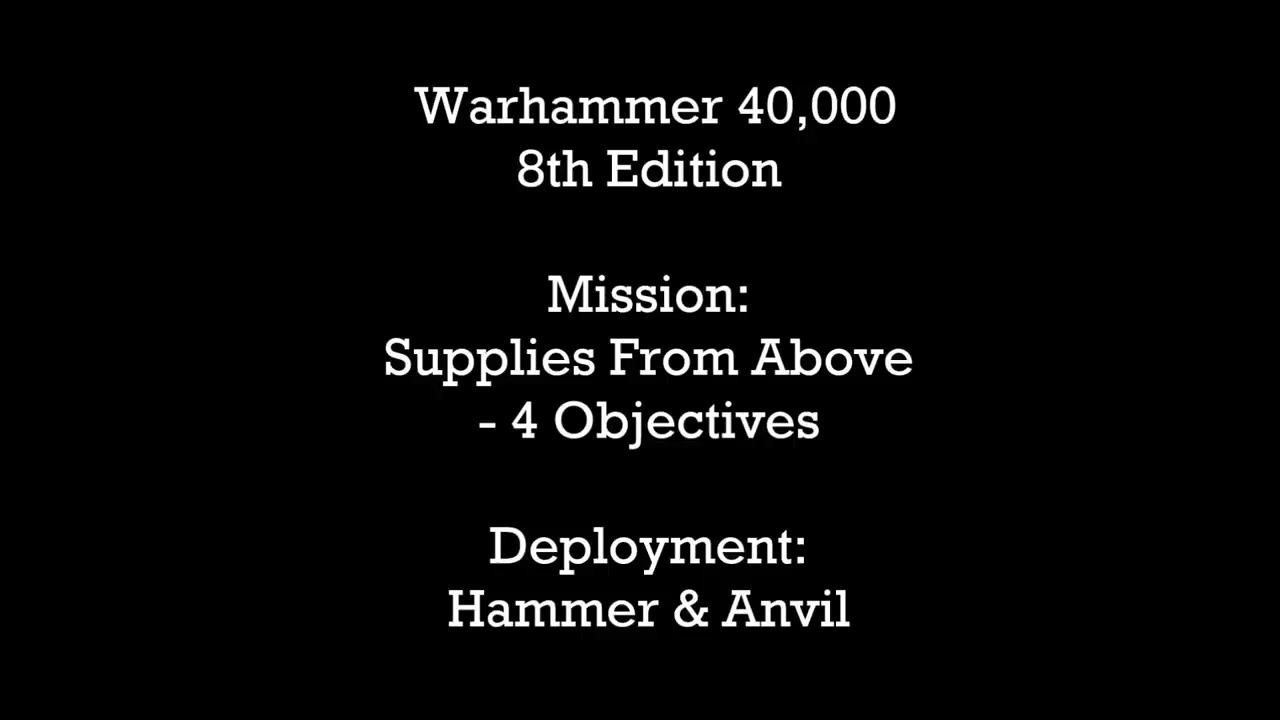 Warhammer 40,000
8th Edition
Mission:
Supplies From Above
- 4 Objectives
Deployment:
Hammer & Anvil